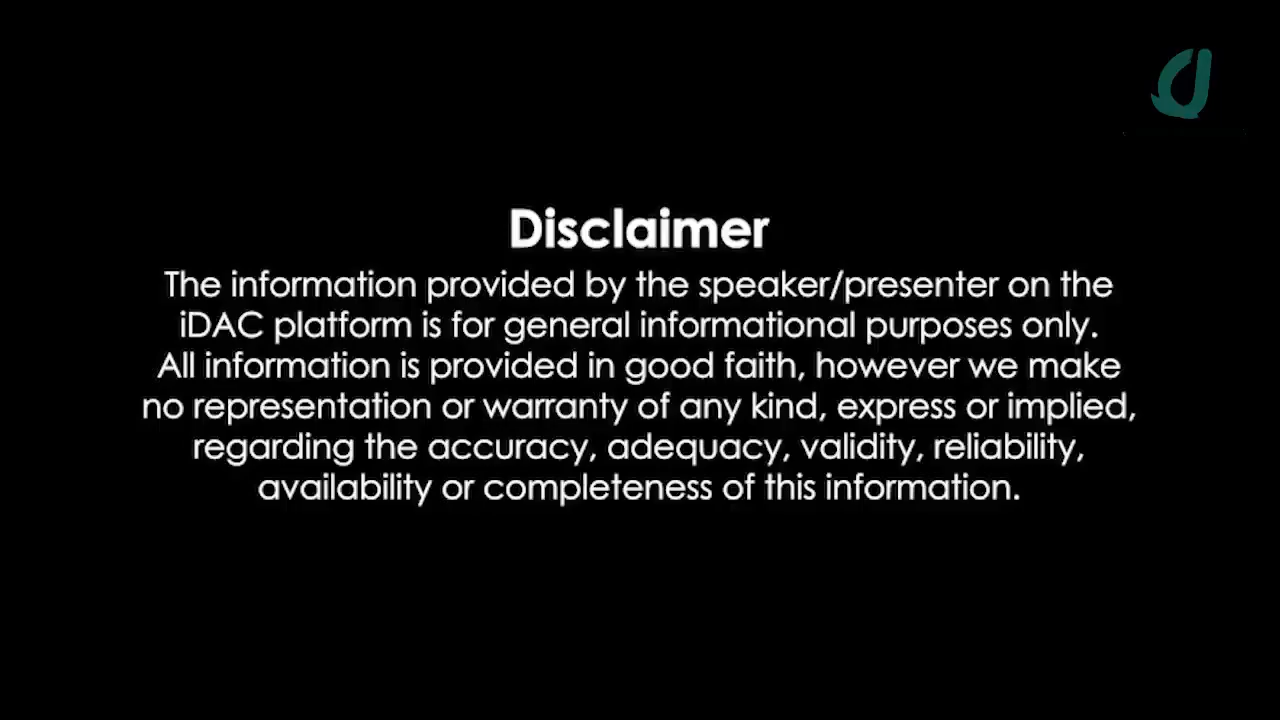 Disclaimer
The information provided by the speaker/presenter on the
iDAC platform is for general informational purposes only.
All information is provided in good faith, however we make
no representation or warranty of any kind, express or implied,
regarding the accuracy, adequacy, validity, reliability,
availability or completeness of this information.